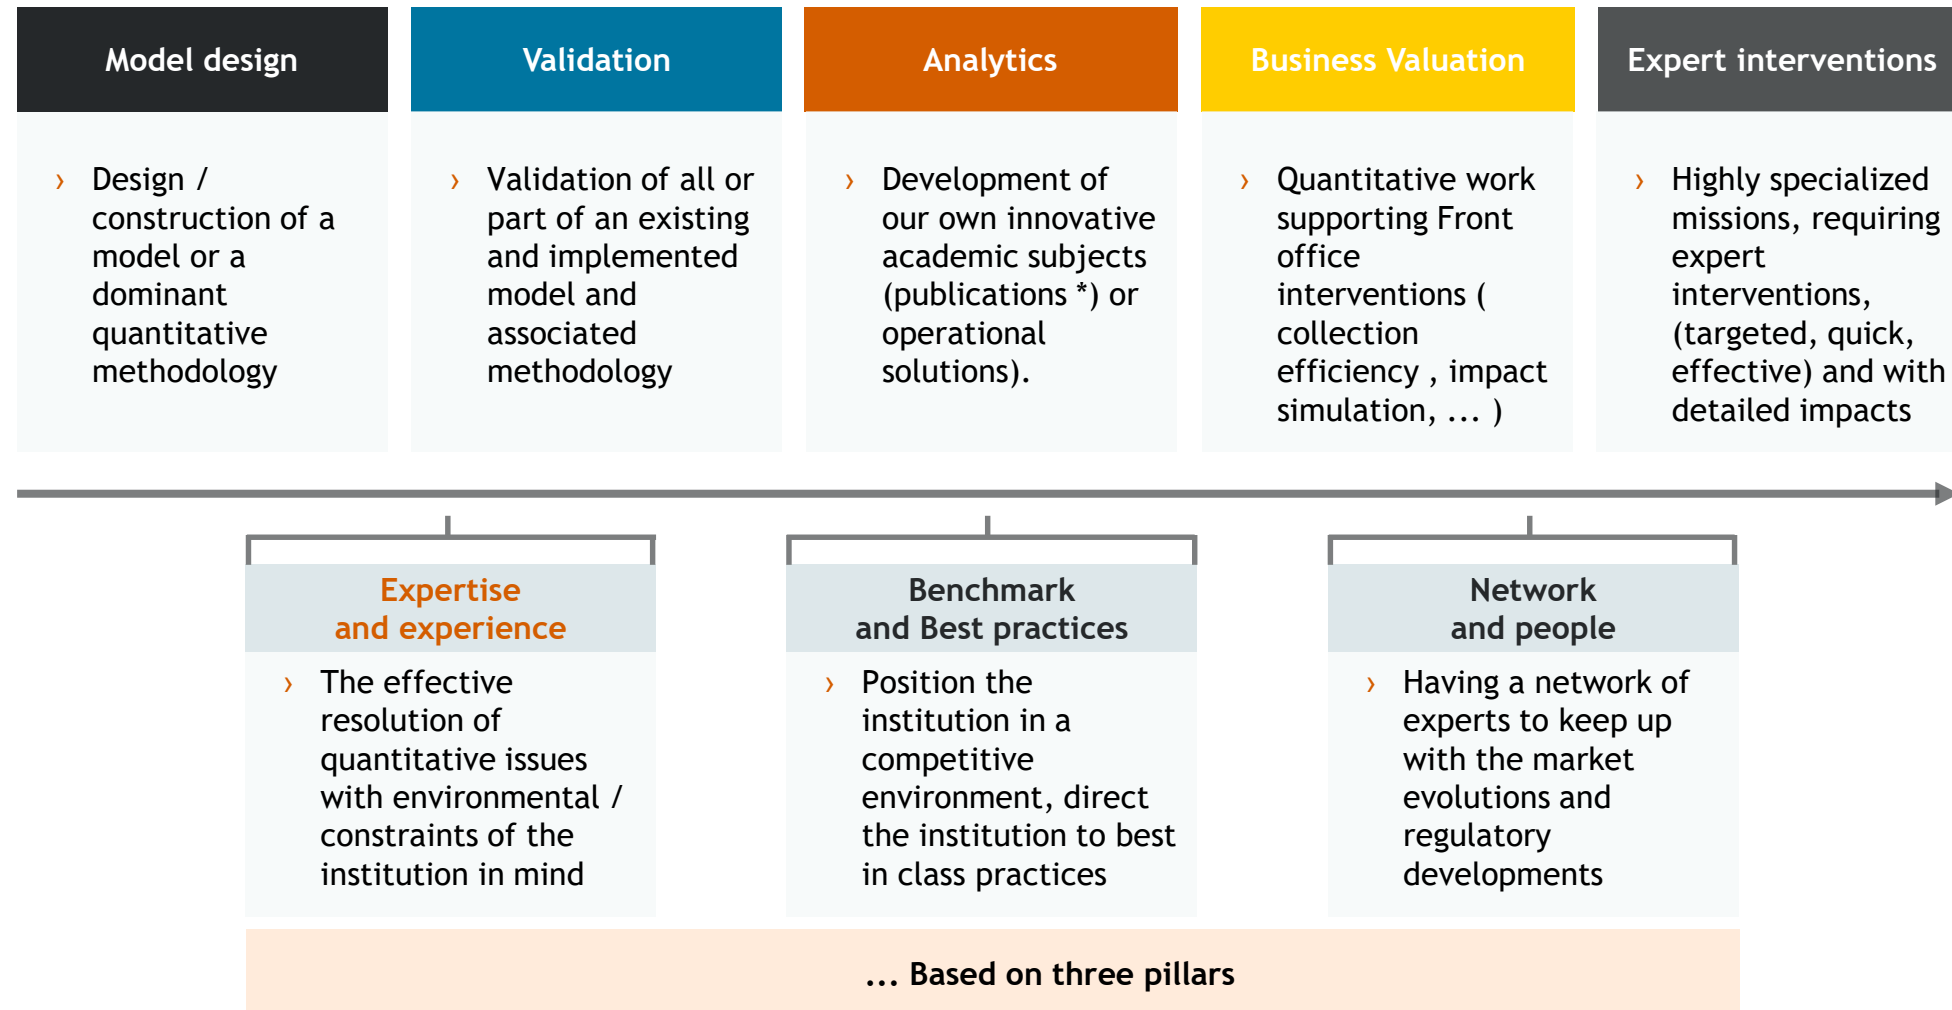 Model design
Validation
Analytics
Business Valuation
Expert interventions
› Design /
construction of a
model or a
dominant
quantitative
methodology
› Validation of all or
part of an existing
and implemented
model and
associated
methodology
› Development of
our own innovative
academic subjects
(publications *) or
operational
solutions).
› Quantitative work
supporting Front
office
interventions (
collection
efficiency , impact
simulation, ... )
› Highly specialized
missions, requiring
expert
interventions,
(targeted, quick,
effective) and with
detailed impacts
Expertise
and experience
› The effective
resolution of
quantitative issues
with environmental /
constraints of the
institution in mind
Benchmark
and Best practices
› Position the
institution in a
competitive
environment, direct
the institution to best
in class practices
Network
and people
› Having a network of
experts to keep up
with the market
evolutions and
regulatory
developments
... Based on three pillars